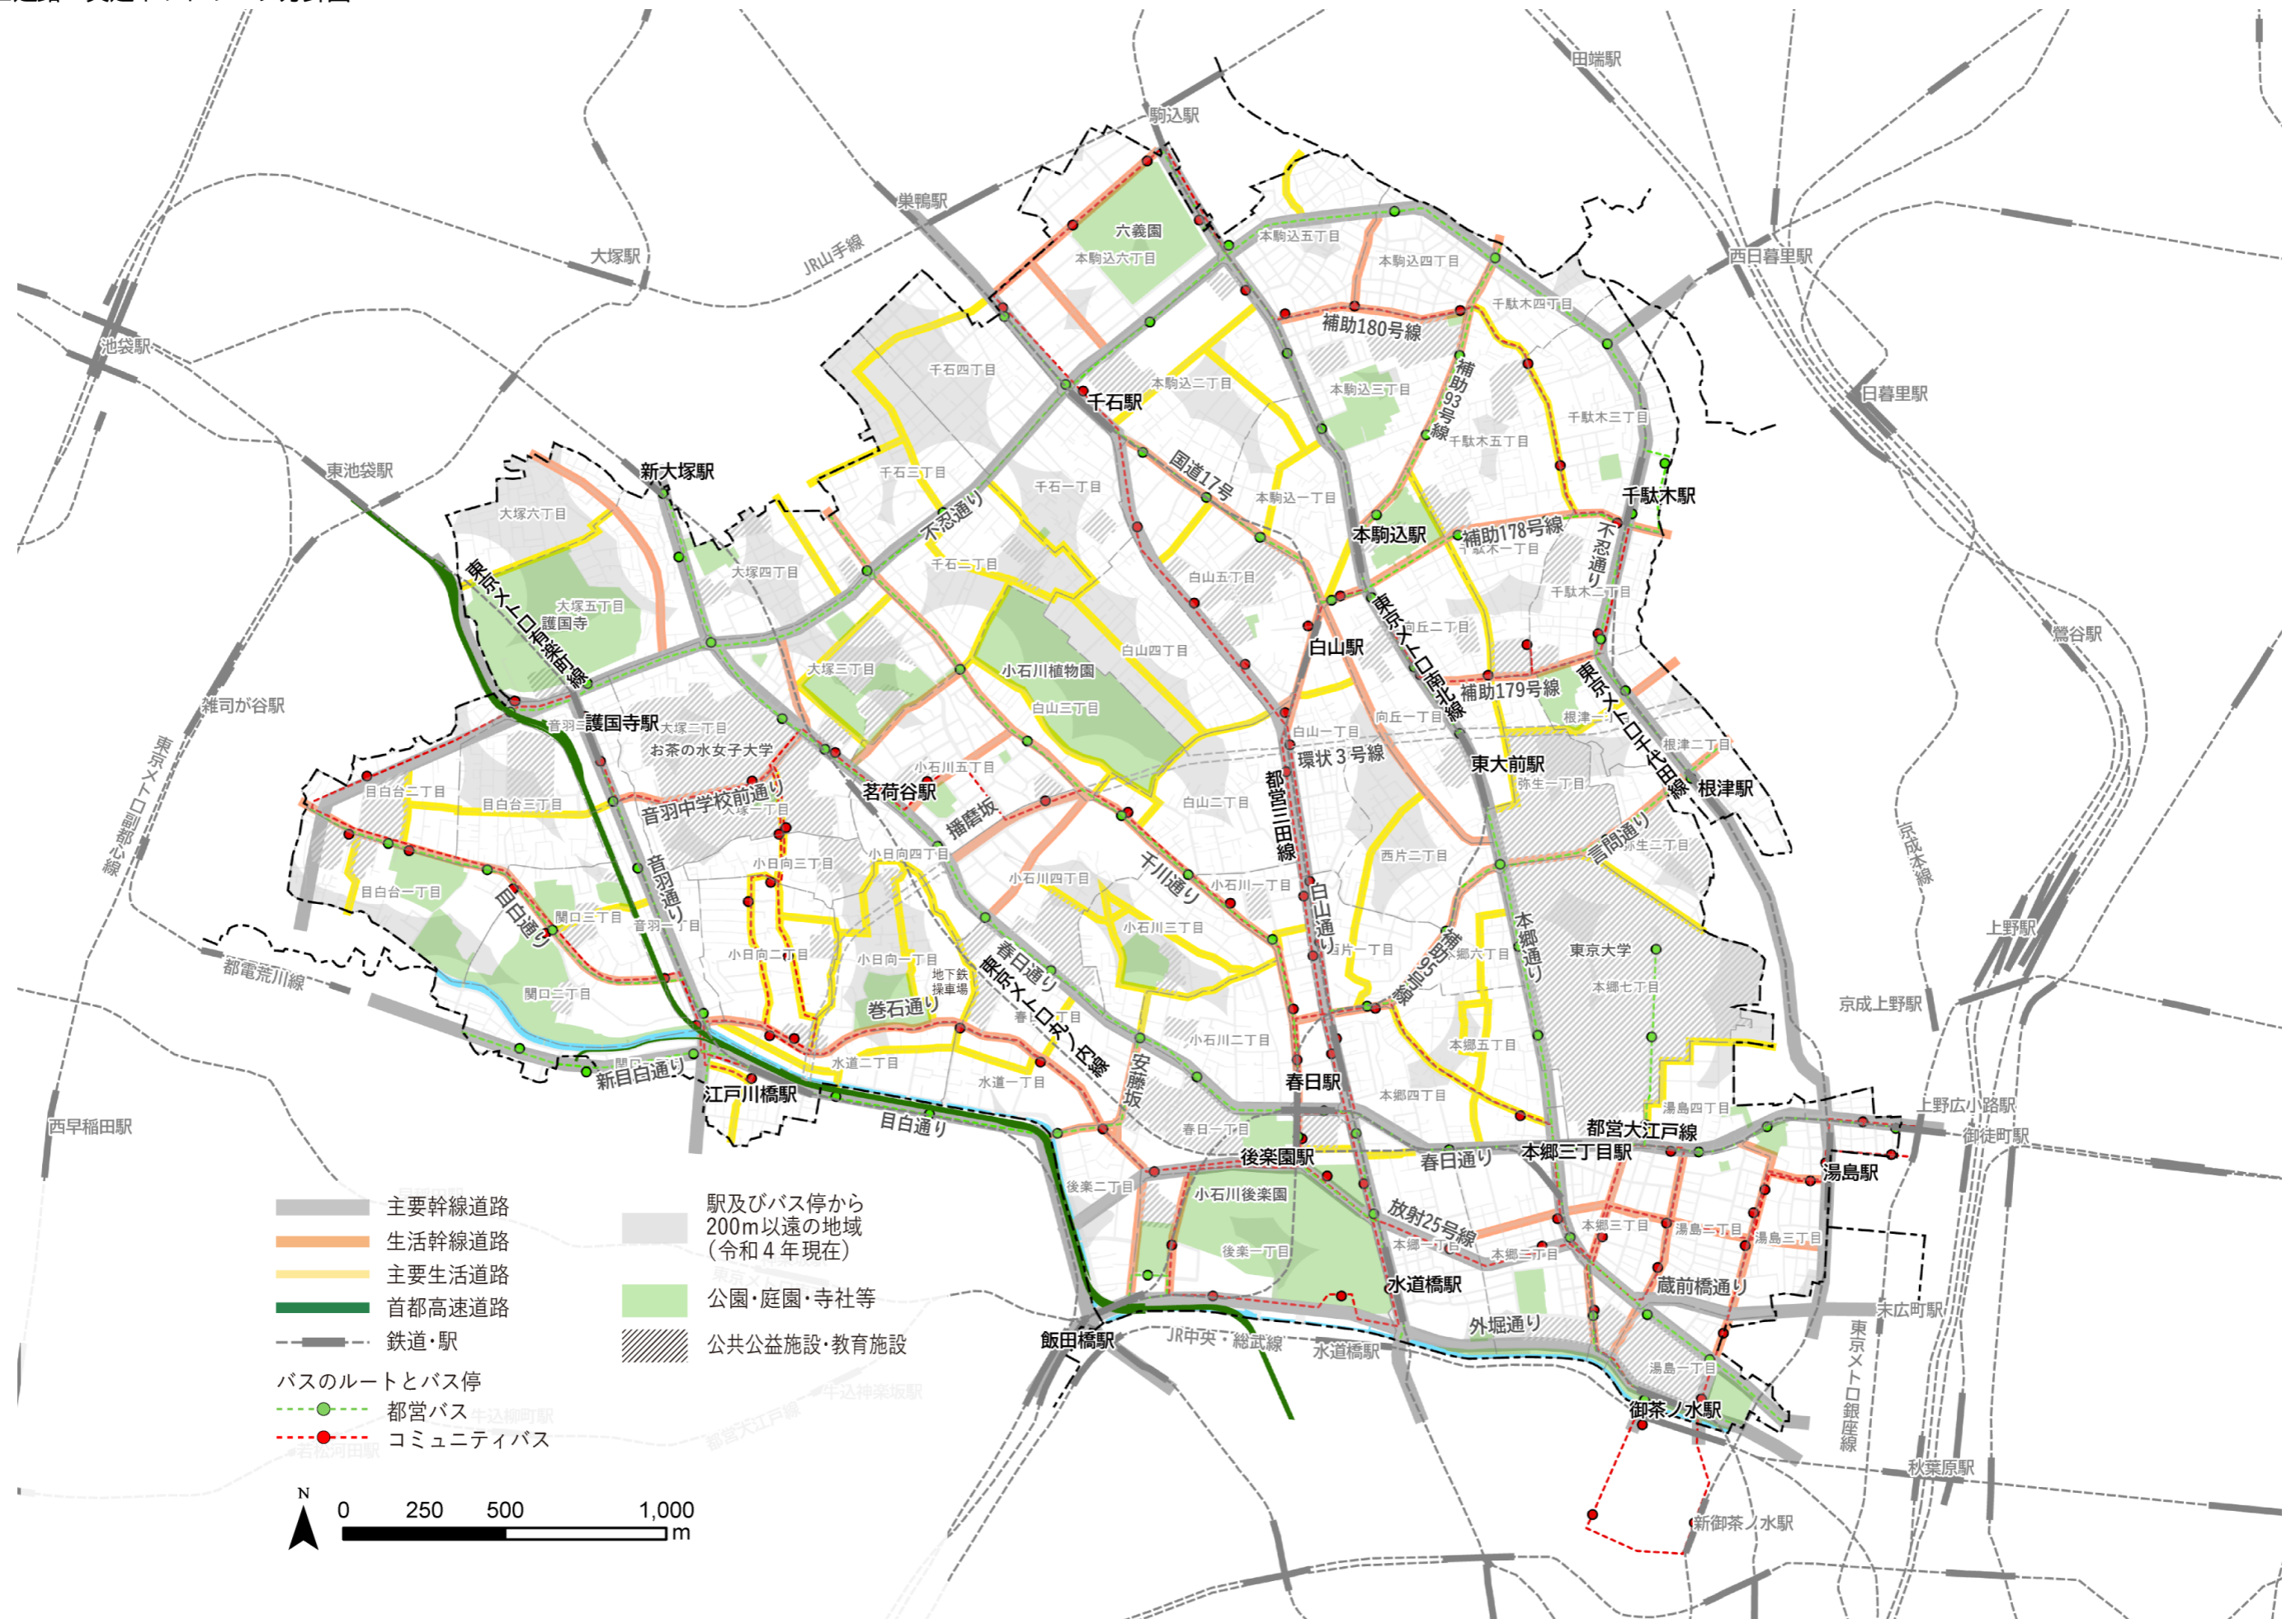 田端駅
駒込駅
巣鴨駅
六義園
本駒込五丁目
大塚駅
JR山手線
本駒込六丁目
本駒込四丁目
西日暮里駅
千駄木四丁目
補助180号線
池袋駅
千石四丁目
本駒込二丁目
本駒込三丁目
補助93号線
日暮里駅
千石駅
千駄木三丁目
千駄木五丁目
東池袋駅
新大塚駅
千石三丁目
千石一丁目
国道17号
本駒込一丁目
千駄木駅
大塚六丁目
不忍通り
本駒込駅
補助178号線
不忍通り
千駄木一丁目
東京メトロ有楽町線
大塚四丁目
千石二丁目
白山五丁目
千駄木二丁目
大塚五丁目
護国寺
東京メトロ南北線
向丘二丁目
鶯谷駅
白山四丁目
白山駅
大塚三丁目
小石川植物園
補助179号線
東京メトロ千代田線
雑司が谷駅
白山三丁目
向丘一丁目
根津一丁目
護国寺駅
大塚二丁目
白山一丁目
根津二丁目
お茶の水女子大学
環状3号線
東京メトロ副都心線
小石川五丁目
東大前駅
弥生一丁目
目白台二丁目
目白台三丁目
音羽中学校前通り
大塚一丁目
茗荷谷駅
都営三田線
根津駅
播磨坂
白山二丁目
言問通り
弥生二丁目
京成本線
小日向三丁目
小日向四丁目
千川通り
西片二丁目
目白台一丁目
音羽通り
小石川四丁目
小石川一丁目
白山通り
目白通り
関口三丁目
音羽一丁目
小石川三丁目
本郷通り
上野駅
小日向二丁目
小日向一丁目
春日通り
西片一丁目
補助95号線
本郷六丁目
東京大学
都電荒川線
地下鉄
操車場
東京メトロ丸ノ内線
本郷七丁目
関口二丁目
巻石通り
京成上野駅
小石川二丁目
本郷五丁目
水道二丁目
新目白通り
水道一丁目
安藤坂
春日駅
江戸川橋駅
本郷四丁目
湯島四丁目
上野広小路駅
西早稲田駅
目白通り
春日一丁目
都営大江戸線
御徒町駅
後楽園駅
春日通り
本郷三丁目駅
湯島駅
後楽二丁目
小石川後楽園
放射25号線
本郷三丁目
湯島二丁目
湯島三丁目
後楽一丁目
本郷一丁目
本郷二丁目
水道橋駅
蔵前橋通り
末広町駅
飯田橋駅
JR中央・総武線
水道橋駅
外堀通り
湯島一丁目
東京メトロ銀座線
御茶ノ水駅
秋葉原駅
新御茶ノ水駅
牛込神楽坂駅
牛込柳町駅
都営大江戸線
若松河田駅
主要幹線道路
生活幹線道路
主要生活道路
首都高速道路
鉄道・駅
バスのルートとバス停
都営バス
コミュニティバス
駅及びバス停から
200m以遠の地域
(令和4年現在)
公園・庭園・寺社等
公共公益施設・教育施設
N
0 250 500 1,000
m